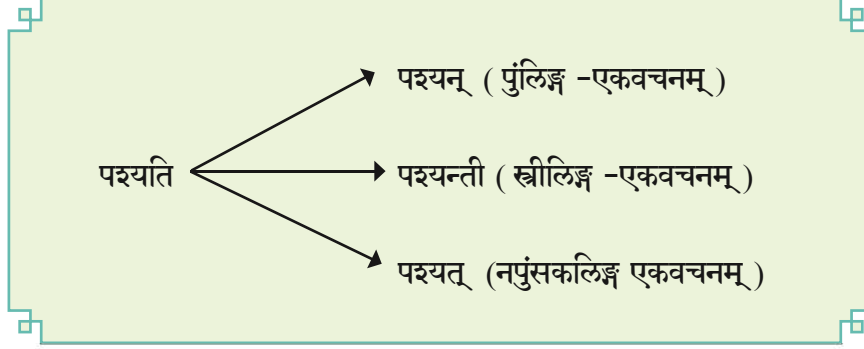 पश्यन् ( पुंलिङ्ग -एकवचनम् )
पश्यति
पश्यन्ती ( स्त्रीलिङ्ग -एकवचनम् )
पश्यत् (नपुंसकलिङ्ग एकवचनम् )